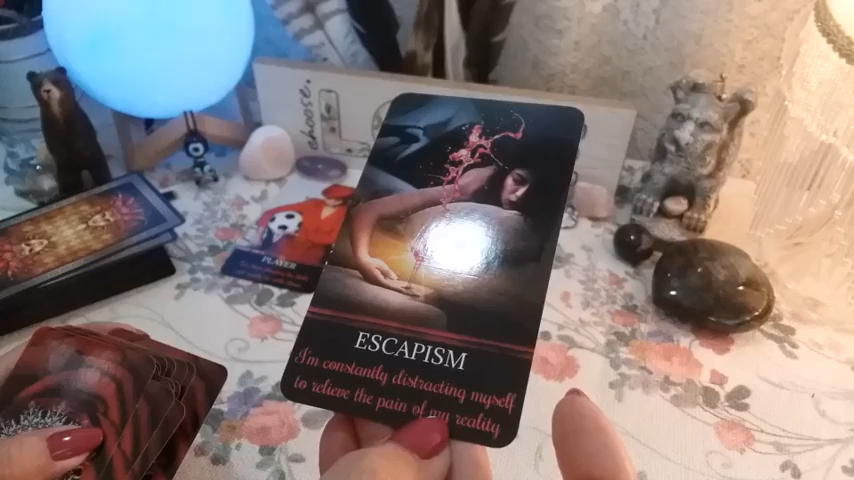 choose.
PLAYER
ESCAPISM
I'm constantly distracting myself
to relieve the pain of my reality